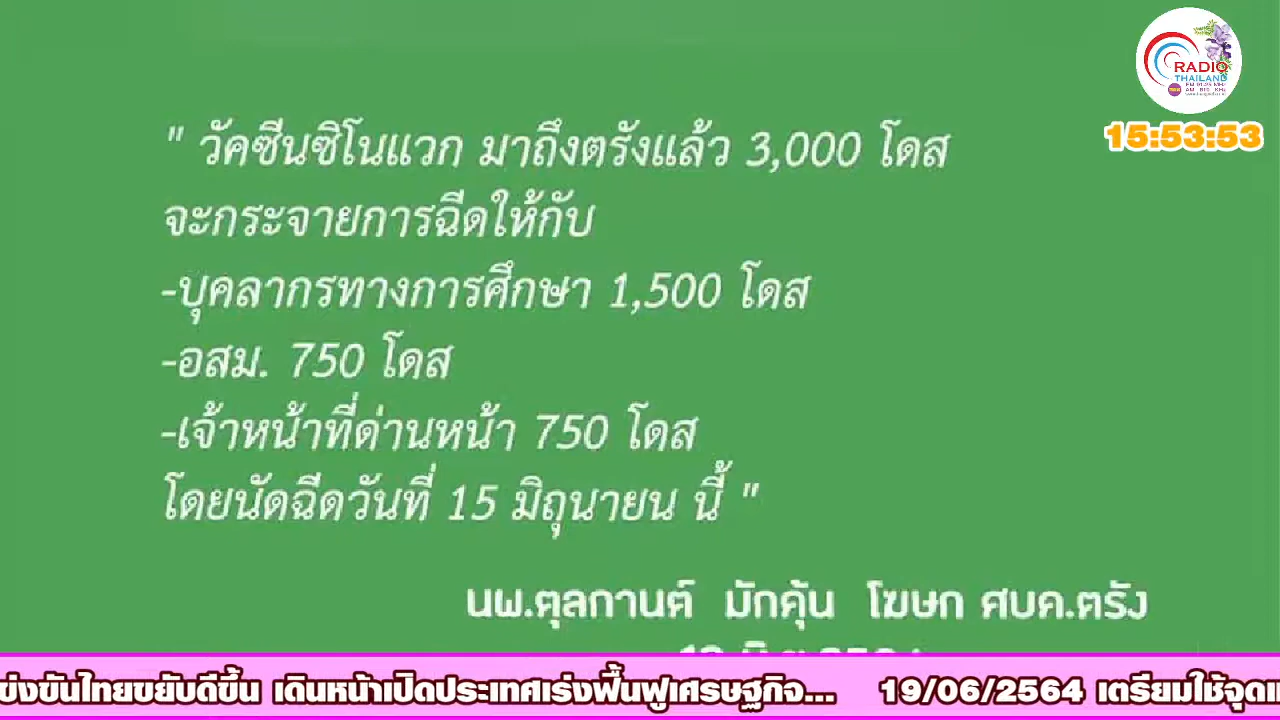 RADIO
THAILAND
15:53:53
" วัคซีนซิโนแวก มาถึงตรังแล้ว 3,000 โดส
จะกระจายการฉีดให้กับ
-บุคลากรทางการศึกษา 1,500 โดส
-อสม. 750 โดส
-เจ้าหน้าที่ด่านหน้า 750 โดส
โดยนัดฉีดวันที่ 15 มิถุนายน นี้ "
นพ.ตุลกานต์ มักคุ้น โฆษก ศบค.ตรัง
ข่งขันไทยขยับดีขึ้น เดินหน้าเปิดประเทศเร่งฟื้นฟูเศรษฐกิจ... 19/06/2564 เตรียมใช้จุด